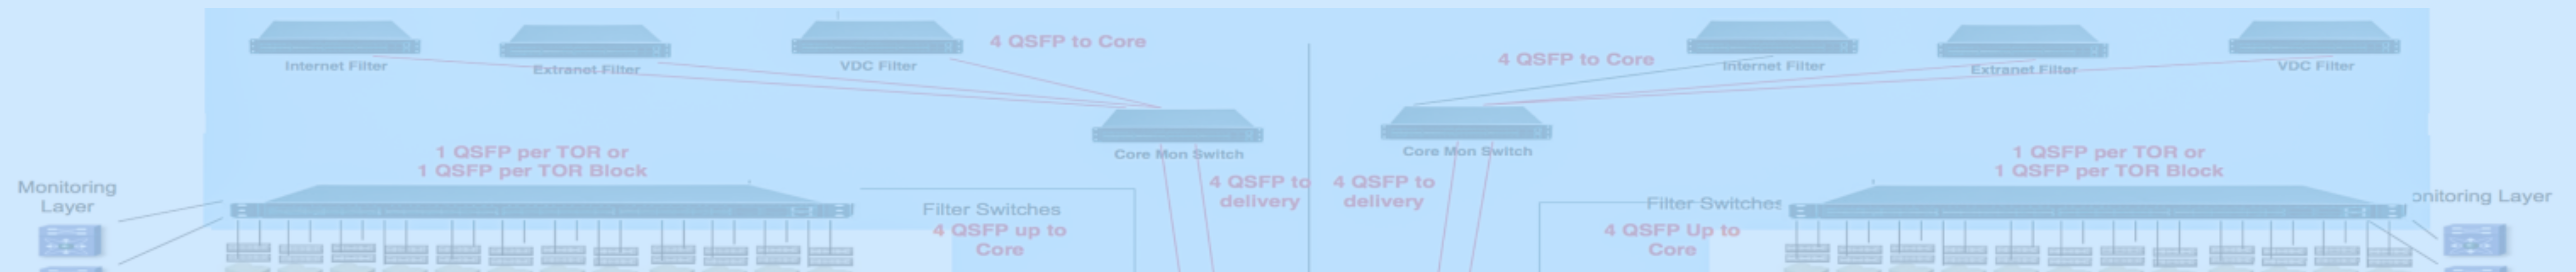 4 QSFP to Core
4 QSFP to Core
Internet Filter
Extranet Filter
VDC Filter
Internet Filter
Extranet Filter
VDC Filter
Core Mon Switch
Core Mon Switch
1 QSFP per TOR or
1 QSFP per TOR Block
1 QSFP per TOR or
1 QSFP per TOR Block
Monitoring
Layer
4 QSFP to
delivery
4 QSFP to
delivery
onitoring Layer
Filter Switches
4 QSFP up to
Core
Filter Switches
4 QSFP Up to
Core